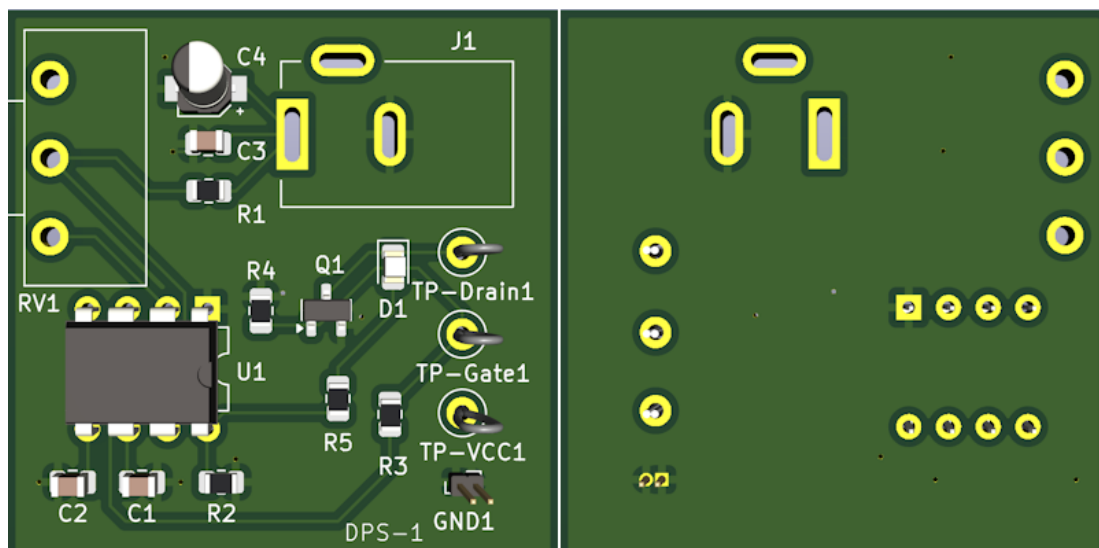 C4
J1
C3
R1
RV1
R4
Q1
D1
TP-Drain1
U1
TP-Gate1
R5
R3
TP-VCC1
C2
C1
R2
GND1
DPS-1
+